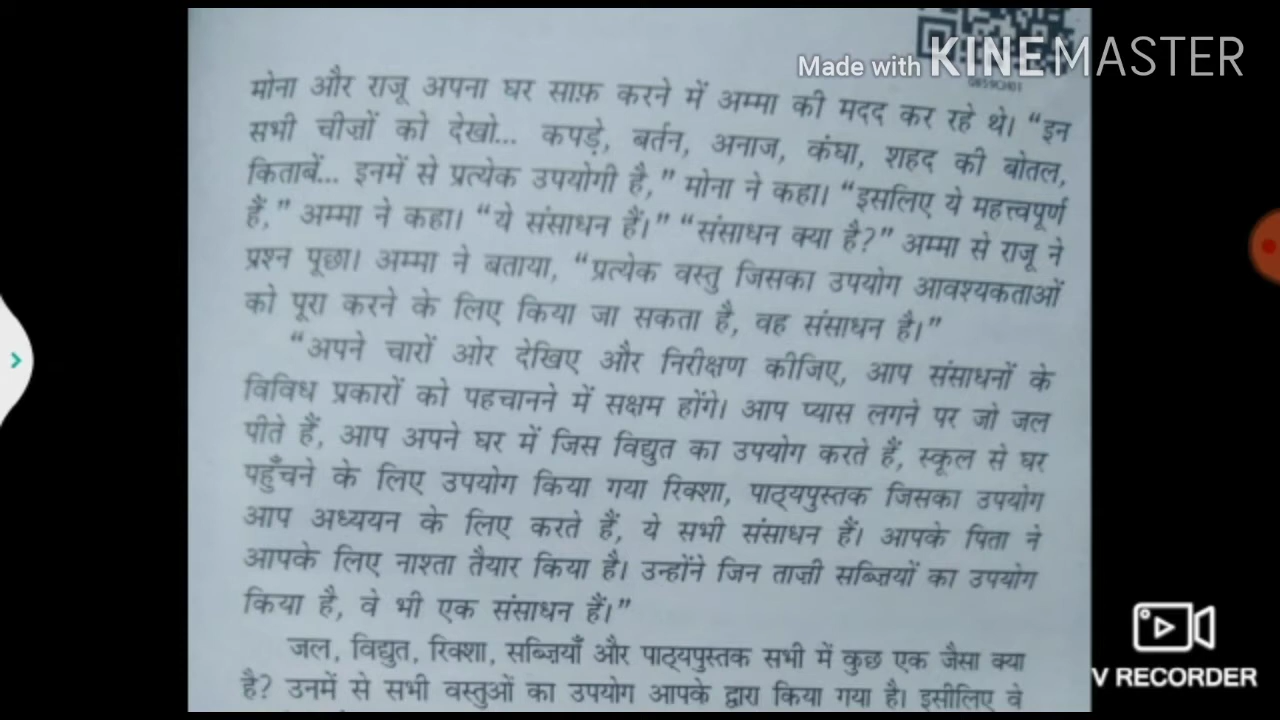 Made with KINEMASTER
मोना और राजू अपना घर साफ़ करने में अम्मा की मदद कर रहे थे। “इन
सभी चीज़ों को देखो... कपड़े, बर्तन, अनाज, कंघा, शहद की बोतल,
किताबें... इनमें से प्रत्येक उपयोगी है,” मोना ने कहा। “इसलिए ये महत्त्वपूर्ण
हैं,” अम्मा ने कहा। “ये संसाधन हैं।” “संसाधन क्या है?” अम्मा से राजू ने
प्रश्न पूछा। अम्मा ने बताया, “प्रत्येक वस्तु जिसका उपयोग आवश्यकताओं
को पूरा करने के लिए किया जा सकता है, वह संसाधन है।”
“अपने चारों ओर देखिए और निरीक्षण कीजिए, आप संसाधनों के
विविध प्रकारों को पहचानने में सक्षम होंगे। आप प्यास लगने पर जो जल
पीते हैं, आप अपने घर में जिस विद्युत का उपयोग करते हैं, स्कूल से घर
पहुँचने के लिए उपयोग किया गया रिक्शा, पाठ्यपुस्तक जिसका उपयोग
आप अध्ययन के लिए करते हैं, ये सभी संसाधन हैं। आपके पिता ने
आपके लिए नाश्ता तैयार किया है। उन्होंने जिन ताज़ी सब्ज़ियों का उपयोग
किया है, वे भी एक संसाधन हैं।”
जल, विद्युत, रिक्शा, सब्ज़ियाँ और पाठ्यपुस्तक सभी में कुछ एक जैसा क्या
है? उनमें से सभी वस्तुओं का उपयोग आपके द्वारा किया गया है। इसीलिए वे
V RECORDER